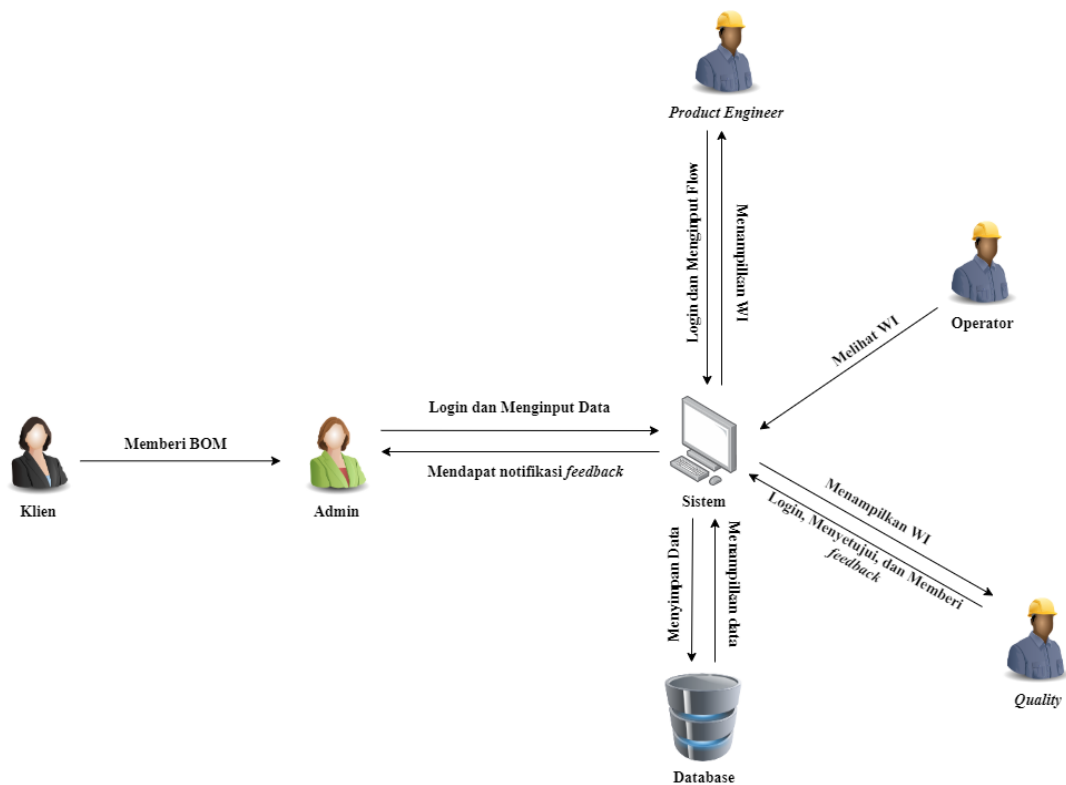 Product Engineer
Login dan Menginput Flow
Menampilkan WI
Operator
Melihat WI
Login dan Menginput Data
Memberi BOM
Mendapat notifikasi feedback
Klien
Admin
Sistem
Menampilkan WI
Login, Menyetujui, dan Memberi
feedback
Menyimpan Data
Menampilkan data
Quality
Database